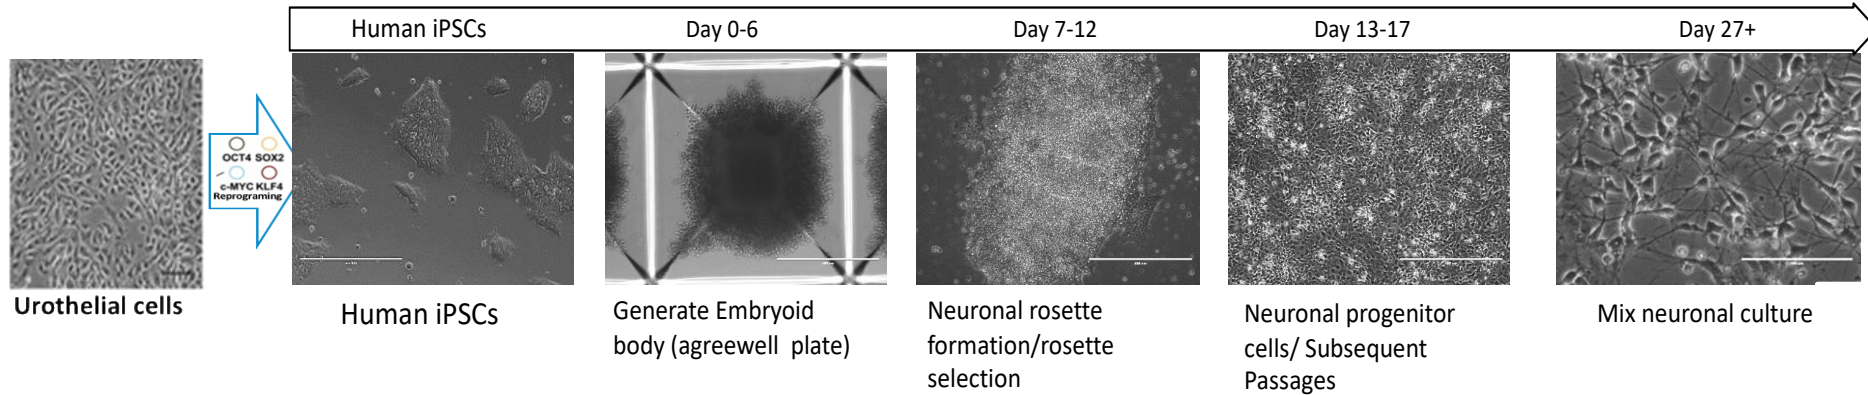 Human iPSCs
Day 0-6
Day 7-12
Day 13-17
Day 27+
OCT4 SOX2
c-MYC KLF4
Reprograming
Urothelial cells
Human iPSCs
Generate Embryoid
body (agreewell plate)
Neuronal rosette
formation/rosette
selection
Neuronal progenitor
cells/ Subsequent
Passages
Mix neuronal culture